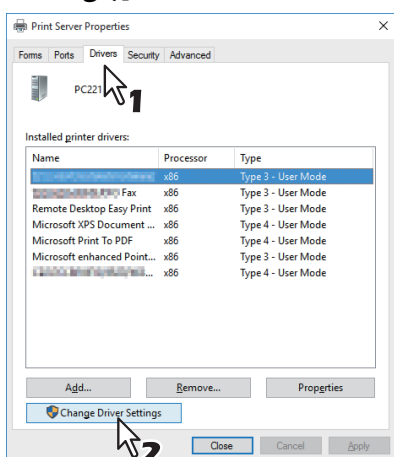 Print Server Properties
Forms Ports Drivers Security Advanced
PC221
1
Installed printer drivers:
Name Processor Type
x86 Type 3 - User Mode
Fax x86 Type 3 - User Mode
Remote Desktop Easy Print x86 Type 3 - User Mode
Microsoft XPS Document ... x86 Type 4 - User Mode
Microsoft Print To PDF x86 Type 4 - User Mode
Microsoft enhanced Point... x86 Type 3 - User Mode
... x86 Type 4 - User Mode
Add... Remove... Properties
Change Driver Settings
2
Close Cancel Apply